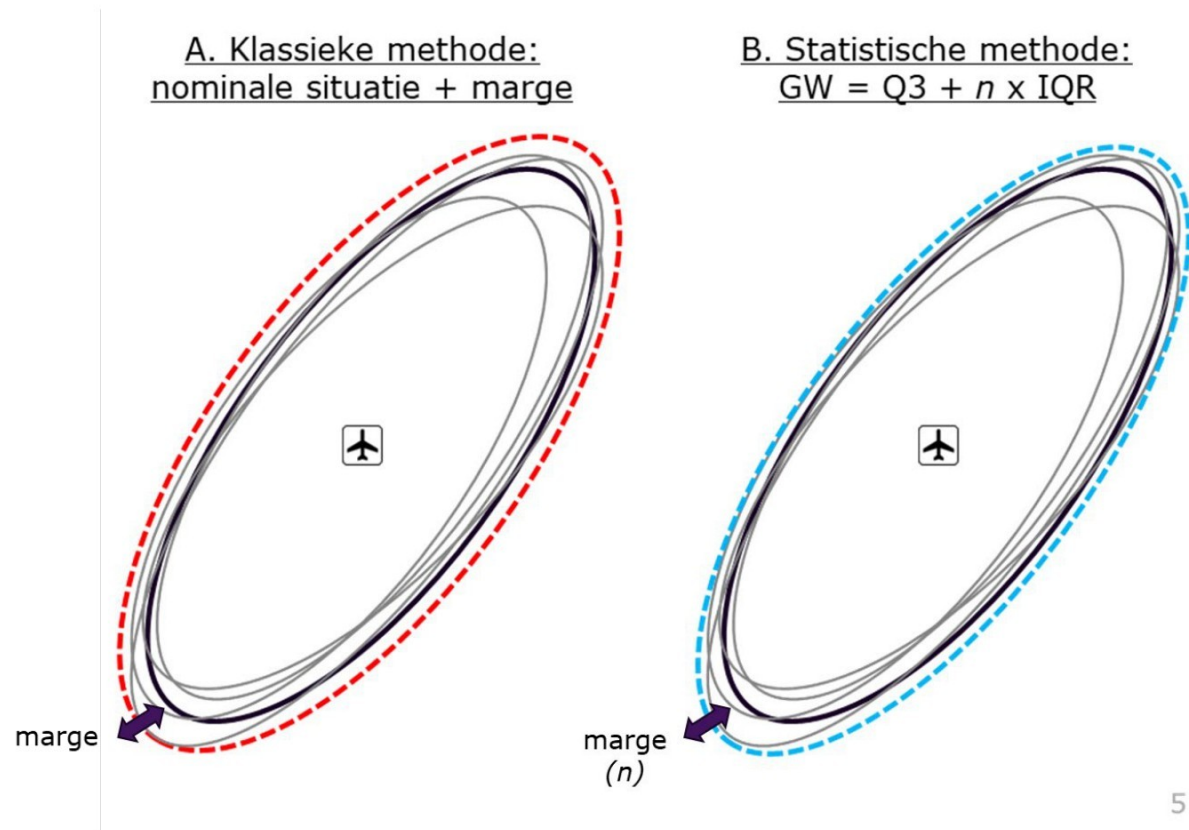 A. Klassieke methode:
nominale situatie + marge
B. Statistische methode:
GW = Q3 + n x IQR
marge
marge
(n)
5